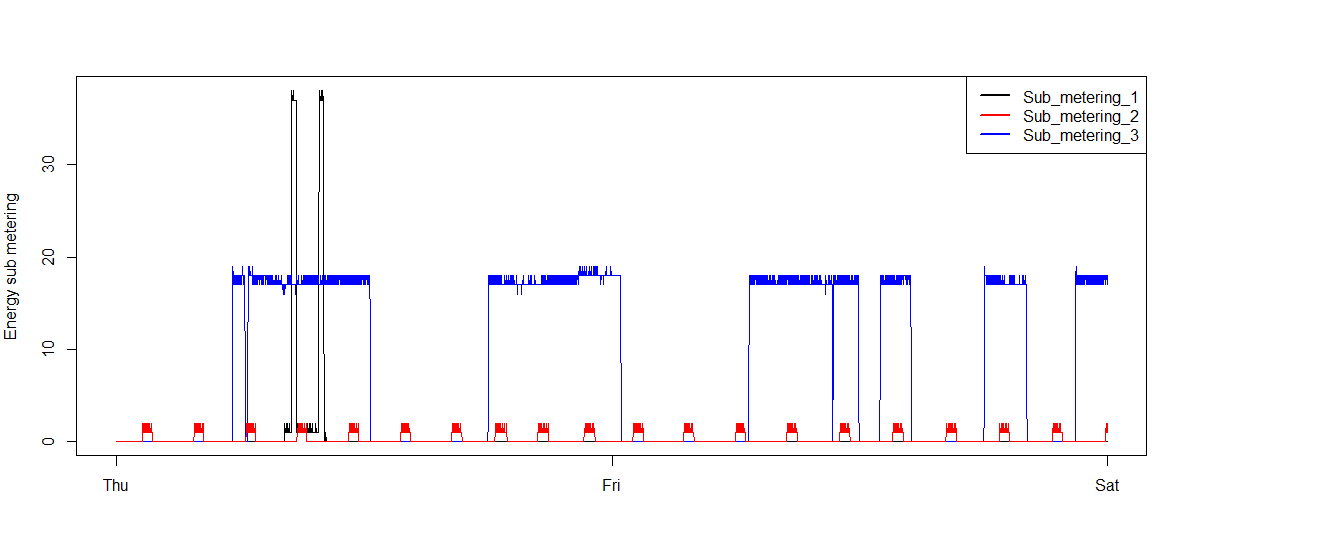 Sub_metering_1
Sub_metering_2
Sub_metering_3
Energy sub metering
30
20
10
0
Thu
Fri
Sat